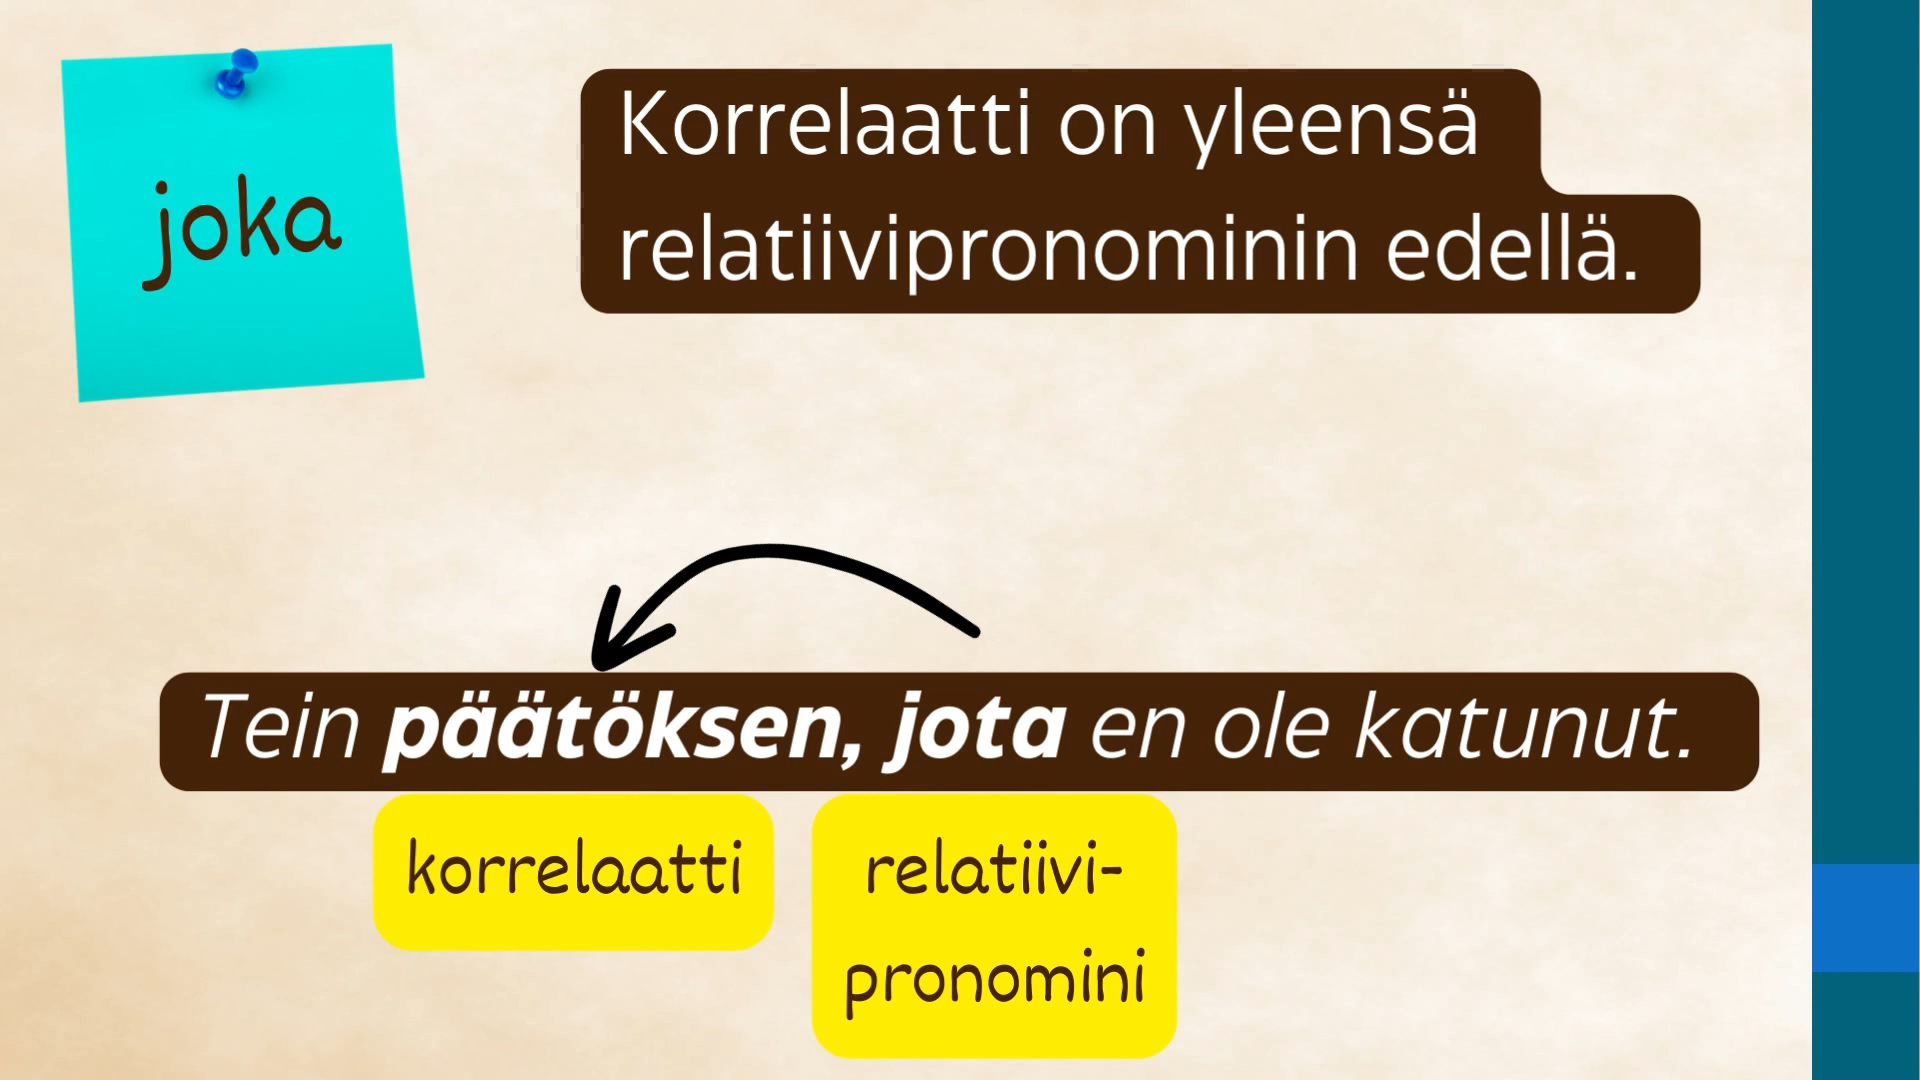 joka
Korrelaatti on yleensä
relatiivipronominin edellä.
Tein päätöksen, jota en ole katunut.
korrelaatti
relatiivi-
pronomini